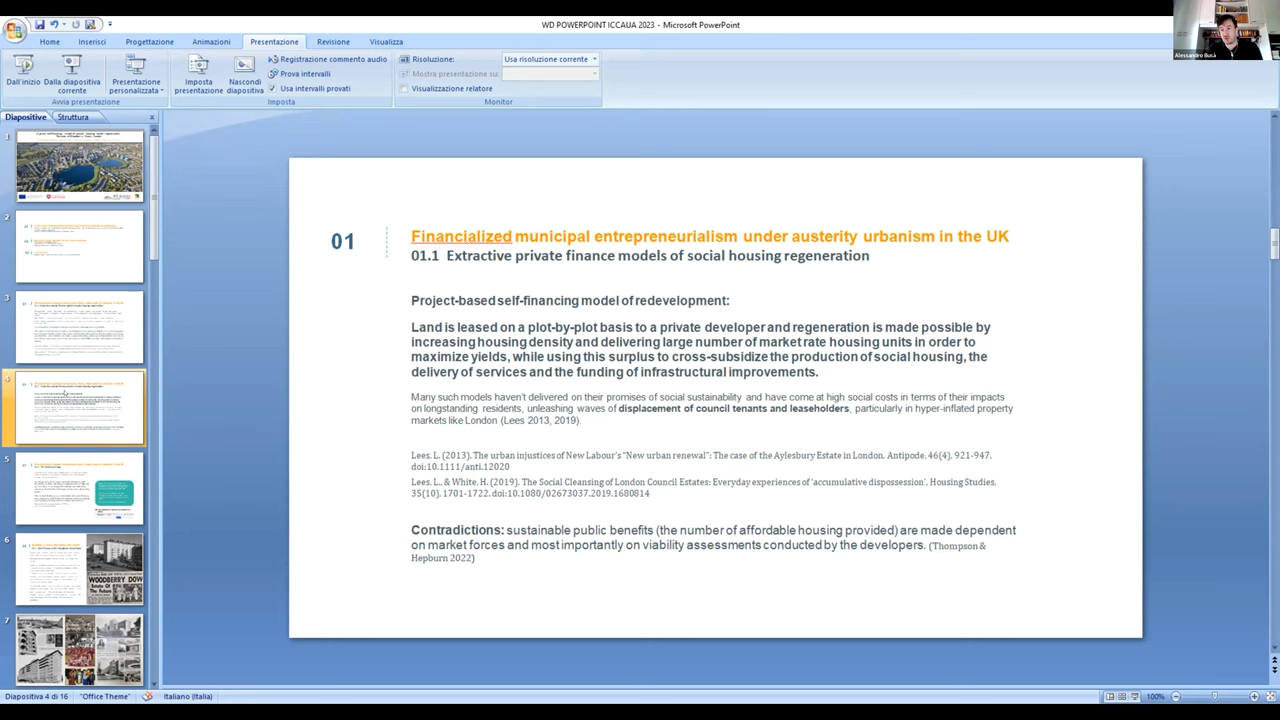 WD POWERPOINT ICCAUA 2023 - Microsoft PowerPoint
Home Inserisci Progettazione Animazioni Presentazione Revisione Visualizza
Dall'inizio
Dalla diapositiva corrente
Presentazione personalizzata
Avvia presentazione
Imposta presentazione
Nascondi diapositiva
Registrazione commento audio
Prova intervalli
Usa intervalli provati
Imposta
Risoluzione: Usa risoluzione corrente
Mostra presentazione su:
Visualizzazione relatore
Monitor
Alessandro Busà
Diapositive Struttura
1
2
3
4
5
6
WOODBERRY DOWN
7
01
Financialized municipal entrepreneurialism under austerity urbanism in the UK
01.1 Extractive private finance models of social housing regeneration
Project-based self-financing model of redevelopment:
Land is leased on a plot-by-plot basis to a private developer and regeneration is made possible by
increasing housing density and delivering large number of market rate housing units in order to
maximize yields, while using this surplus to cross-subsidize the production of social housing, the
delivery of services and the funding of infrastructural improvements.
Many such models haven't delivered on their promises of social sustainability and have come at high social costs in terms of their impacts
on longstanding residents, unleashing waves of displacement of council tenants and leaseholders, particularly in hyper-inflated property
markets like London (Lees 2013, 2019).
Lees, L. (2013). The urban injustices of New Labour's "New urban renewal": The case of the Aylesbury Estate in London. Antipode, 46(4). 921-947.
doi:10.1111/anti.12020
Lees, L., & White, H. (2019). The Social Cleansing of London Council Estates: Everyday experiences of 'accumulative dispossession'. Housing Studies,
35(10). 1701-1722. doi:10.1080/02673037.2019.1680814
Contradictions: sustainable public benefits (the number of affordable housing provided) are made dependent
on market forces and most importantly on viability assessments conducted by the developers. (Thompson &
Hepburn 2022)
Diapositiva 4 di 16 "Office Theme" Italiano (Italia) 100%